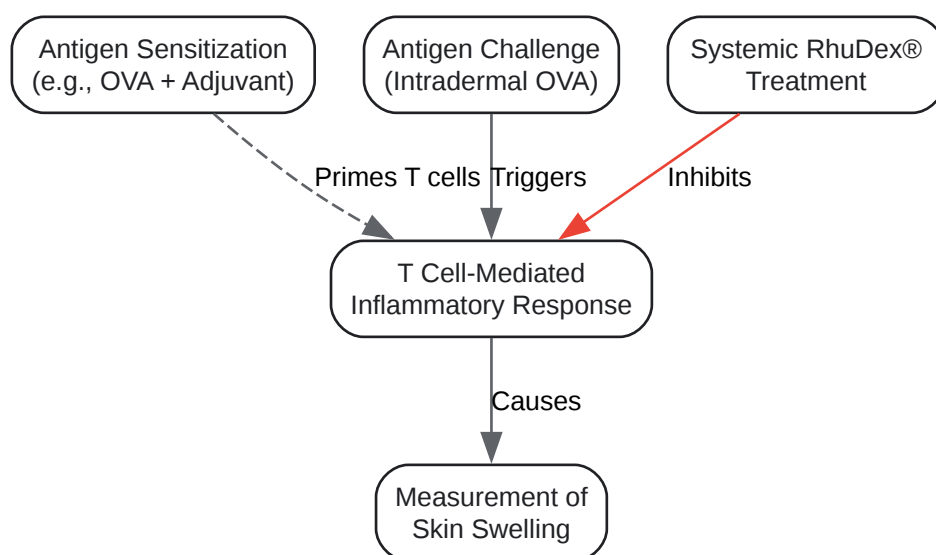 Antigen Sensitization
(e.g., OVA + Adjuvant)
Antigen Challenge
(Intradermal OVA)
Systemic RhuDex®
Treatment
Primes T cells
Triggers
Inhibits
T Cell-Mediated
Inflammatory Response
Causes
Measurement of
Skin Swelling